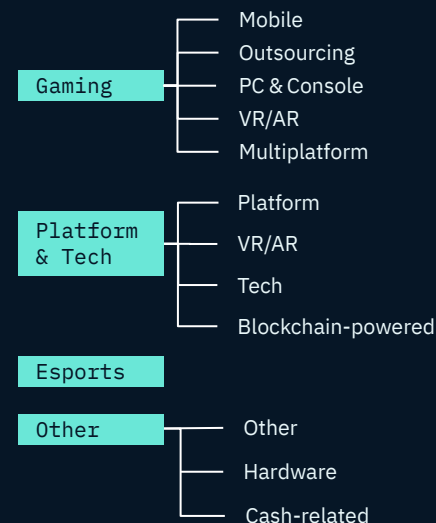 Gaming
Mobile
Outsourcing
PC & Console
VR/AR
Multiplatform
Platform
& Tech
Platform
VR/AR
Tech
Blockchain-powered
Esports
Other
Other
Hardware
Cash-related